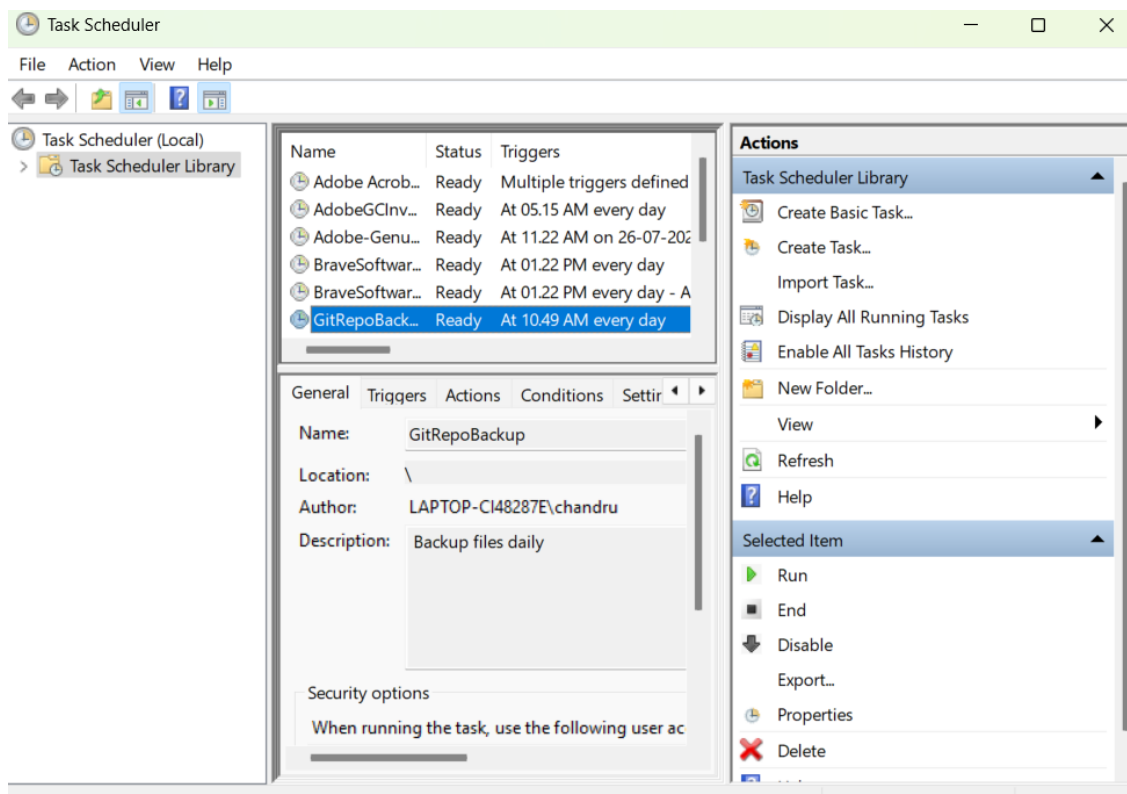 Task Scheduler
File Action View Help
Task Scheduler (Local)
Task Scheduler Library
Name Status Triggers
Adobe Acrob... Ready Multiple triggers defined
AdobeGCInv... Ready At 05.15 AM every day
Adobe-Genu... Ready At 11.22 AM on 26-07-202
BraveSoftwar... Ready At 01.22 PM every day
BraveSoftwar... Ready At 01.22 PM every day - A
GitRepoBack... Ready At 10.49 AM every day
General Triggers Actions Conditions Settin
Name: GitRepoBackup
Location: \
Author: LAPTOP-CI48287E\chandru
Description: Backup files daily
Security options
When running the task, use the following user ac
Actions
Task Scheduler Library
Create Basic Task...
Create Task...
Import Task...
Display All Running Tasks
Enable All Tasks History
New Folder...
View
Refresh
Help
Selected Item
Run
End
Disable
Export...
Properties
Delete